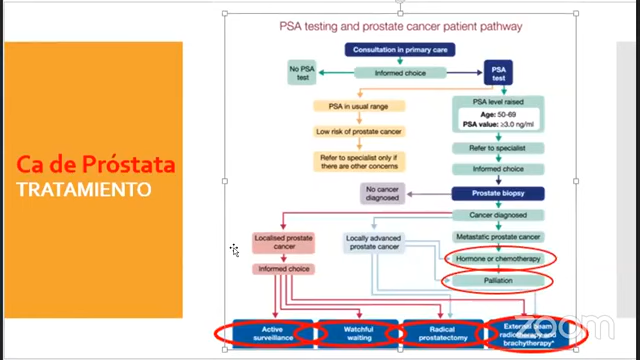 PSA testing and prostate cancer patient pathway
Consultation in primary care
No PSA
test
Informed choice
PSA
test
PSA in usual range
PSA level raised
Age: 50-69
PSA value: ≥3.0 ng/ml
Low risk of prostate cancer
Refer to specialist only if
there are other concerns
Refer to specialist
Informed choice
No cancer
diagnosed
Prostate biopsy
Cancer diagnosed
Ca de Próstata
TRATAMIENTO
Localised prostate
cancer
Locally advanced
prostate cancer
Metastatic prostate cancer
Hormone or chemotherapy
Informed choice
Palliation
Active
surveillance
Watchful
waiting
Radical
prostatectomy
External beam
radiotherapy and
brachytherapy*
zoom